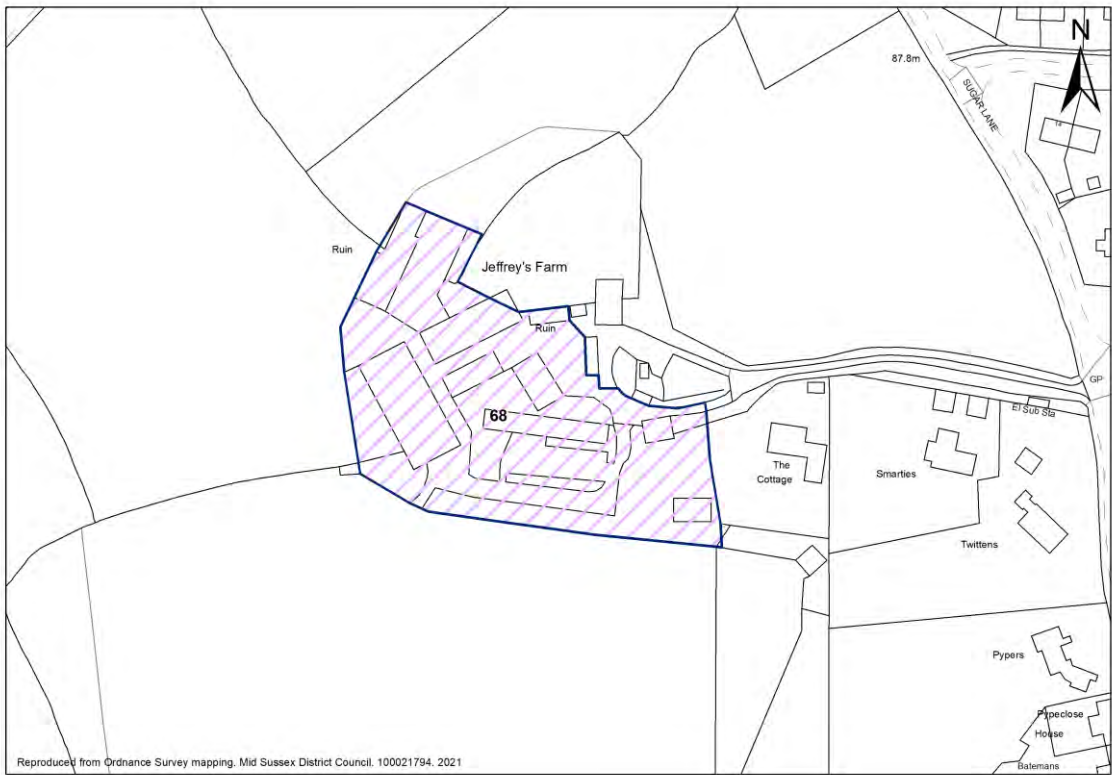 N
87.8m
SUGAR LANE
1a
Ruin
Jeffrey's Farm
Ruin
GP
El Sub Sta
68
The
Cottage
Smarties
Twittens
Pypers
Pypeclose
House
Batemans
Reproduced from Ordnance Survey mapping. Mid Sussex District Council. 100021794. 2021